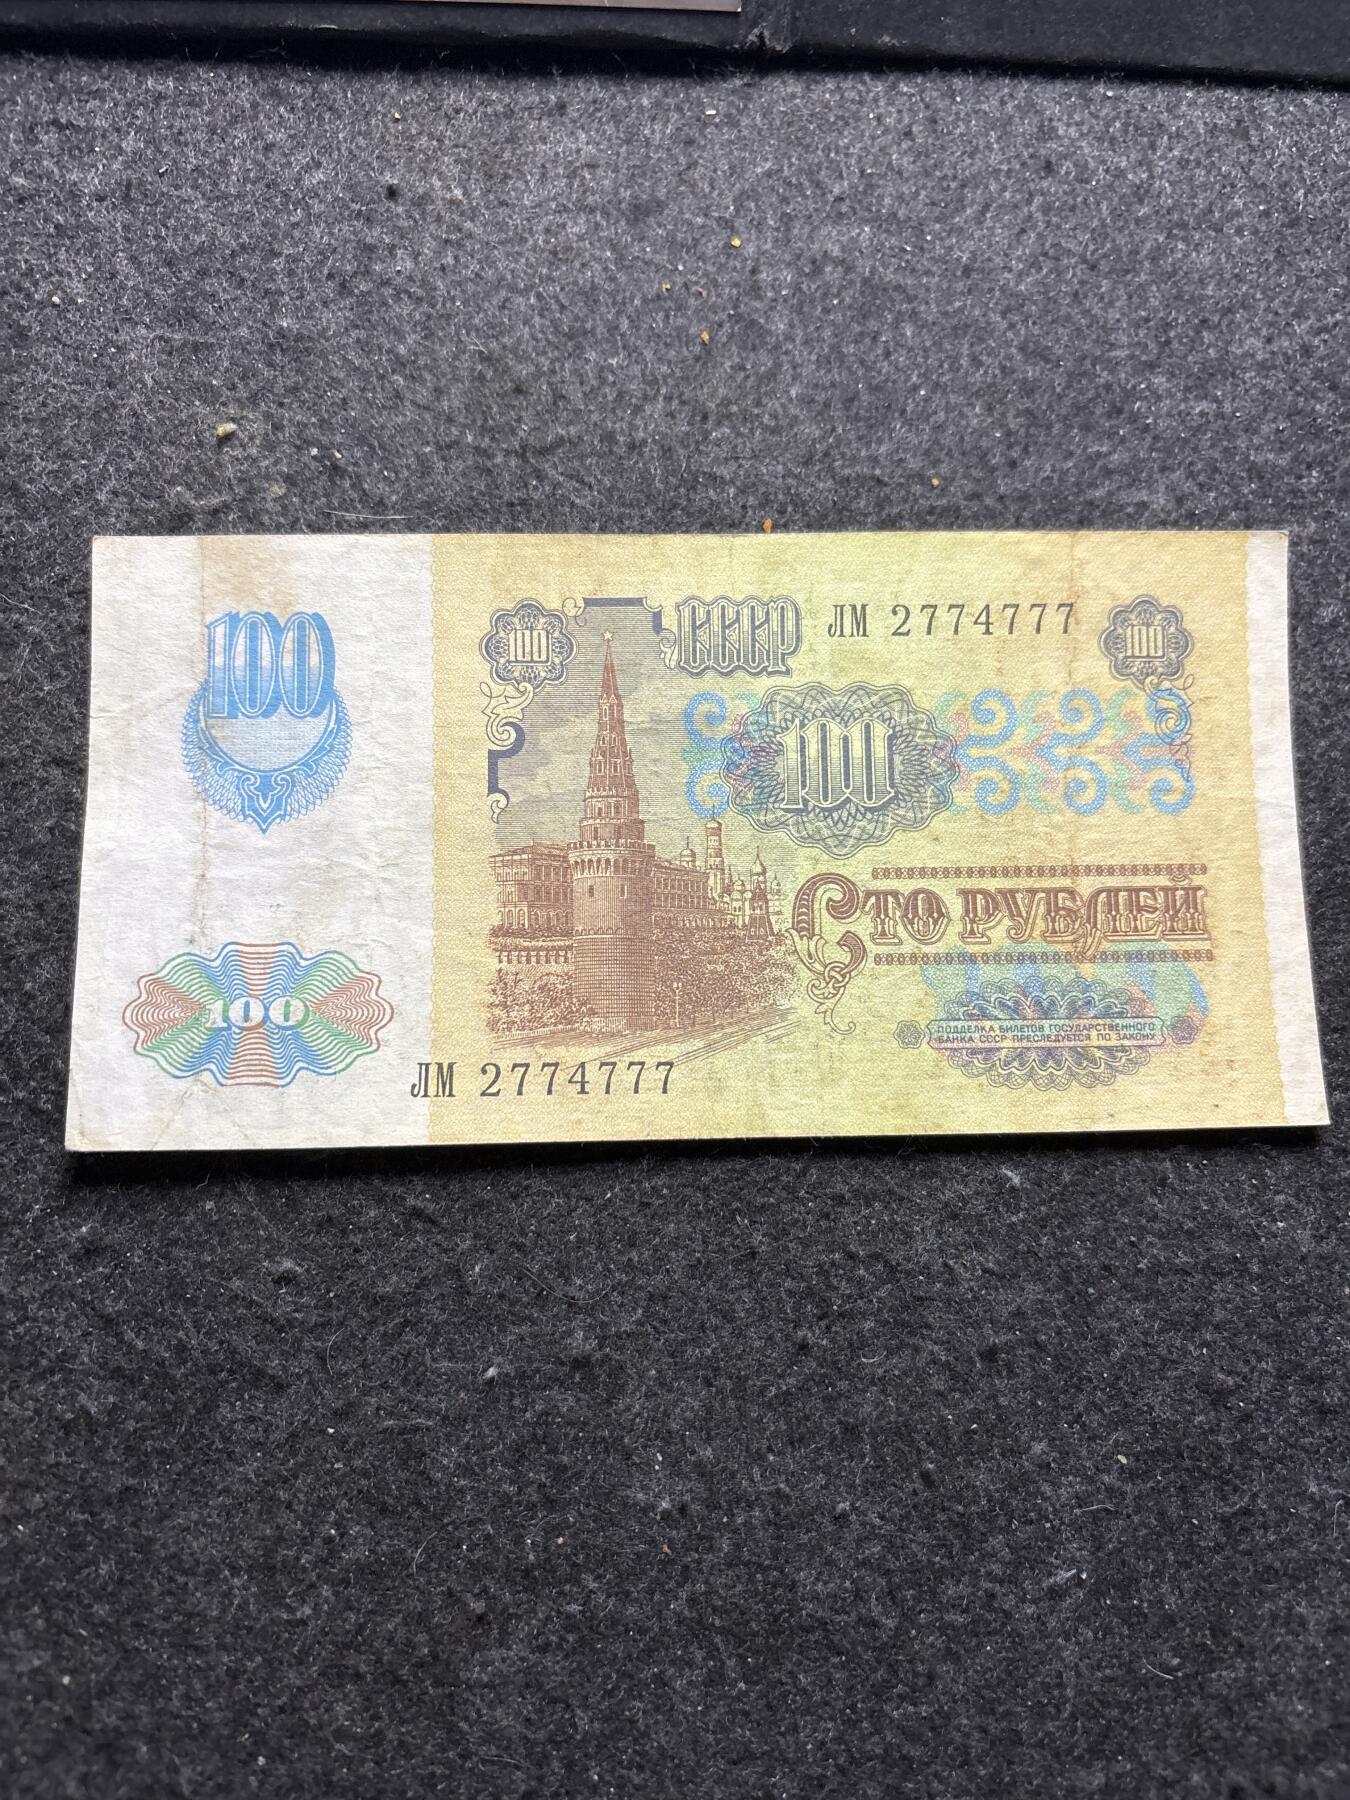 100
100
СССР
ЛМ 2774777
100
100
100
Сто рублей
ПОДДЕЛКА БИЛЕТОВ ГОСУДАРСТВЕННОГО
БАНКА СССР ПРЕСЛЕДУЕТСЯ ПО ЗАКОНУ
100
ЛМ 2774777